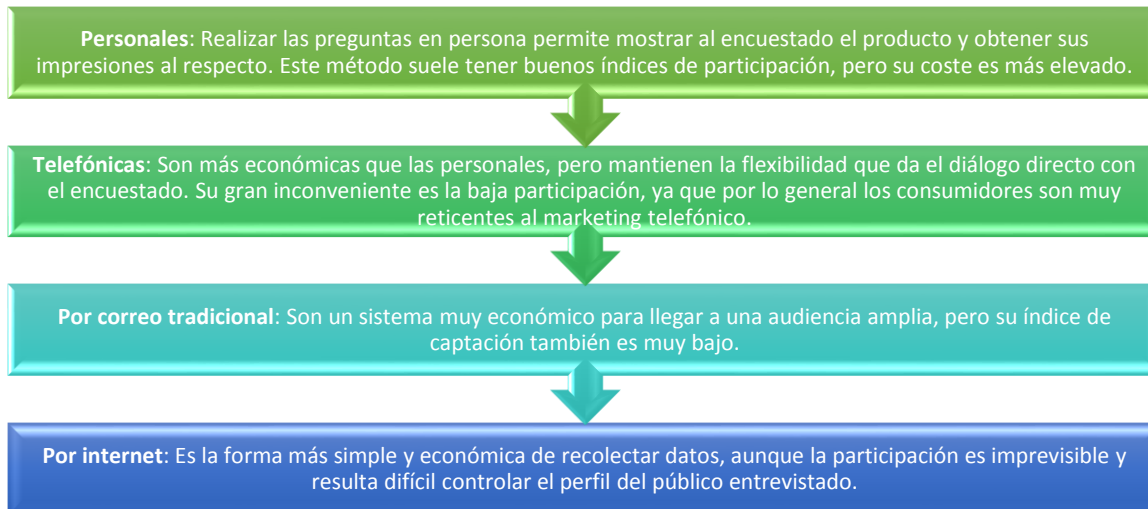 Personales: Realizar las preguntas en persona permite mostrar al encuestado el producto y obtener sus
impresiones al respecto. Este método suele tener buenos índices de participación, pero su coste es más elevado.
Telefónicas: Son más económicas que las personales, pero mantienen la flexibilidad que da el diálogo directo con
el encuestado. Su gran inconveniente es la baja participación, ya que por lo general los consumidores son muy
reticentes al marketing telefónico.
Por correo tradicional: Son un sistema muy económico para llegar a una audiencia amplia, pero su índice de
captación también es muy bajo.
Por internet: Es la forma más simple y económica de recolectar datos, aunque la participación es imprevisible y
resulta difícil controlar el perfil del público entrevistado.